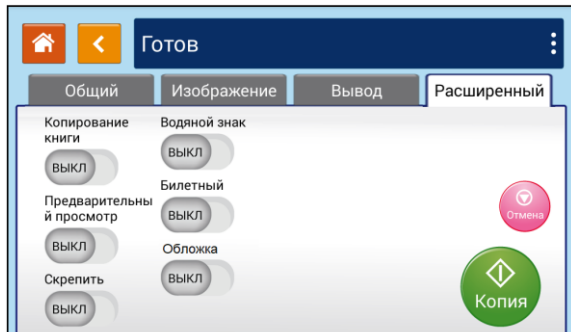 Готов
Общий
Изображение
Вывод
Расширенный
Копирование
книги
ВЫКЛ
Предварительны
й просмотр
ВЫКЛ
Скрепить
ВЫКЛ
Водяной знак
ВЫКЛ
Билетный
ВЫКЛ
Обложка
ВЫКЛ
Отмена
Копия